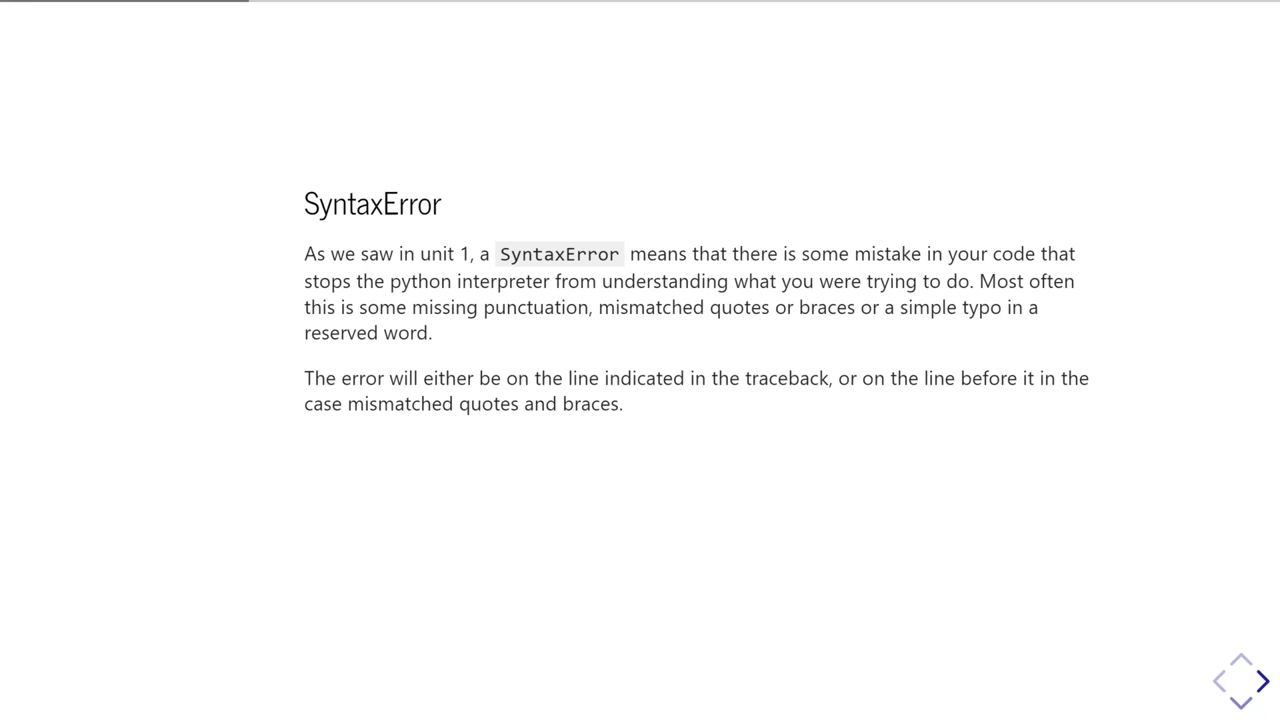 SyntaxError
As we saw in unit 1, a SyntaxError means that there is some mistake in your code that
stops the python interpreter from understanding what you were trying to do. Most often
this is some missing punctuation, mismatched quotes or braces or a simple typo in a
reserved word.
The error will either be on the line indicated in the traceback, or on the line before it in the
case mismatched quotes and braces.